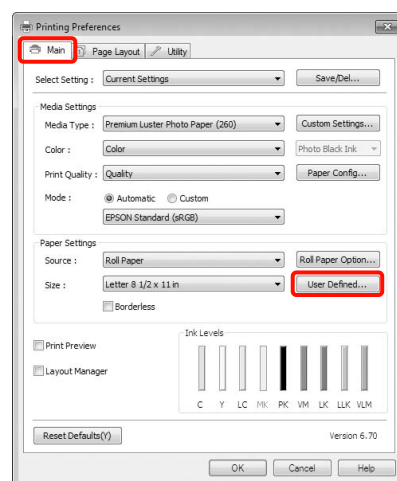 Printing Preferences
Main Page Layout Utility
Select Setting : Current Settings Save/Del...
Media Settings
Media Type : Premium Luster Photo Paper (260) Custom Settings...
Color : Color Photo Black Ink
Print Quality : Quality Paper Config...
Mode : Automatic Custom
EPSON Standard (sRGB)
Paper Settings
Source : Roll Paper Roll Paper Option...
Size : Letter 8 1/2 x 11 in User Defined...
Borderless
Ink Levels
Print Preview
Layout Manager
C Y LC MK PK VM LK LLK VLM
Reset Defaults(Y) Version 6.70
OK Cancel Help